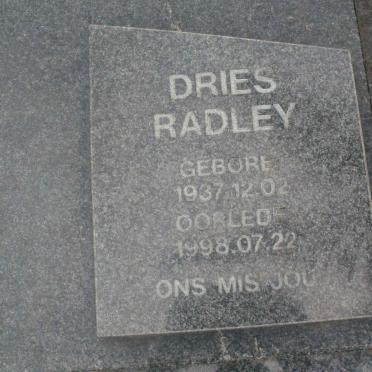 DRIES
RADLEY
GEBORE
1937.12.02
OORLEDE
1998.07.22
ONS MIS JOU